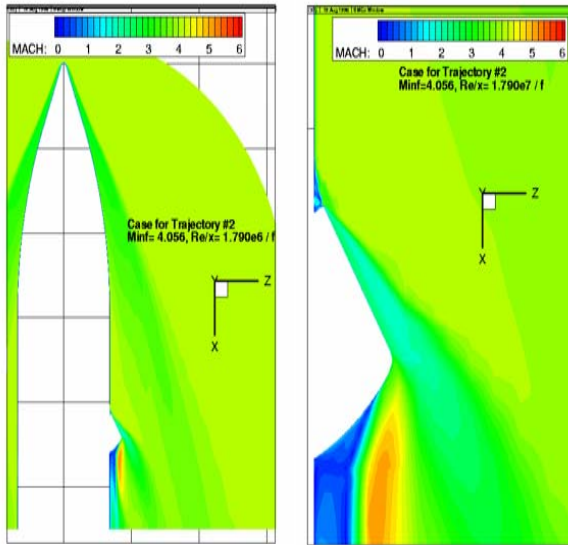 MACH: 0 1 2 3 4 5 6
Case for Trajectory #2
Minf= 4.056, Re/x= 1.790e6 / f
Y Z
X
MACH: 0 1 2 3 4 5 6
Case for Trajectory #2
Minf=4.056, Re/x= 1.790e7 / f
Y Z
X